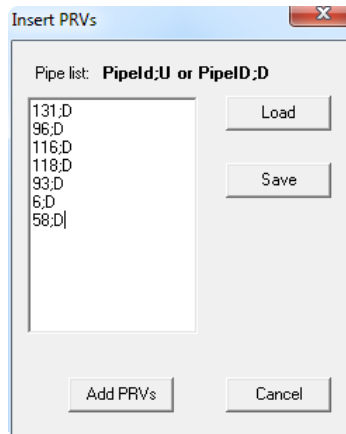 Insert PRVs
Pipe list: PipeId;U or PipeID;D
131;D
96;D
116;D
118;D
93;D
6;D
58;D
Load
Save
Add PRVs
Cancel